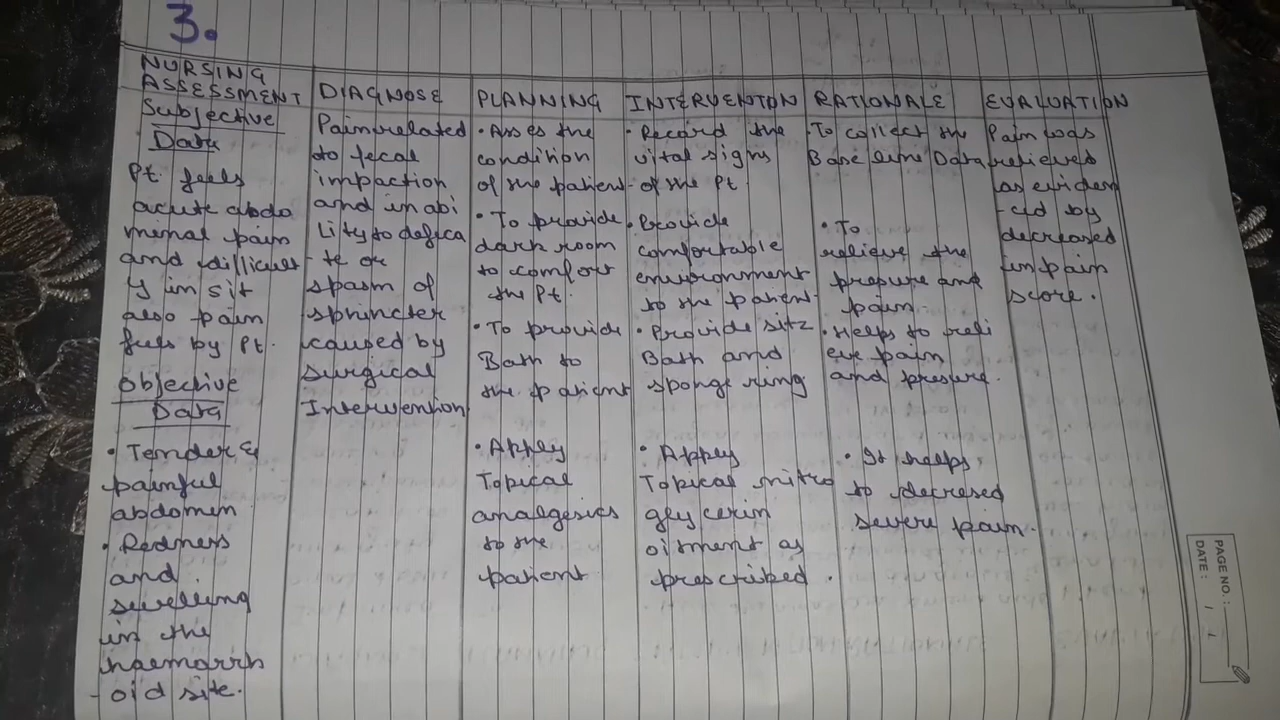 3.
NURSING
ASSESSMENT
Subjective
Data
Pt. feels
acute abdo
minal pain
and difficult
y in sit
also pain
feels by Pt.
Objective
Data
• Tender &
painful
abdomen.
• Redness
and
swelling
in the
haemorrh
-oid site.
DIAGNOSE
Pain related
to fecal
impaction
and inabi
lity to defica
-te or
spasm of
sphincter
caused by
surgical
Intervention
PLANNING
• Asses the
condition
of the patient
• To provide
dark room
to comfort
the Pt.
• To provide
Bath to
the patient
• Apply
Topical
analgesics
to the
patient
INTERVENTON
• Record the
vital signs
of the Pt.
• Provide
comfortable
environment
to the patient.
• Provide sitz
Bath and
sponge ring
• Apply
Topical nitro
glycerin
oitment as
prescribed.
RATIONALE
• To collect the
Base line Data
• To
relieve the
presure and
pain.
• Helps to reli
eve pain
and presure.
• It helps
to decresed
severe pain.
EVALUATION
Pain was
relieved
as eviden
-ced by
decreased
in pain
score.
PAGE NO.:
DATE: / /